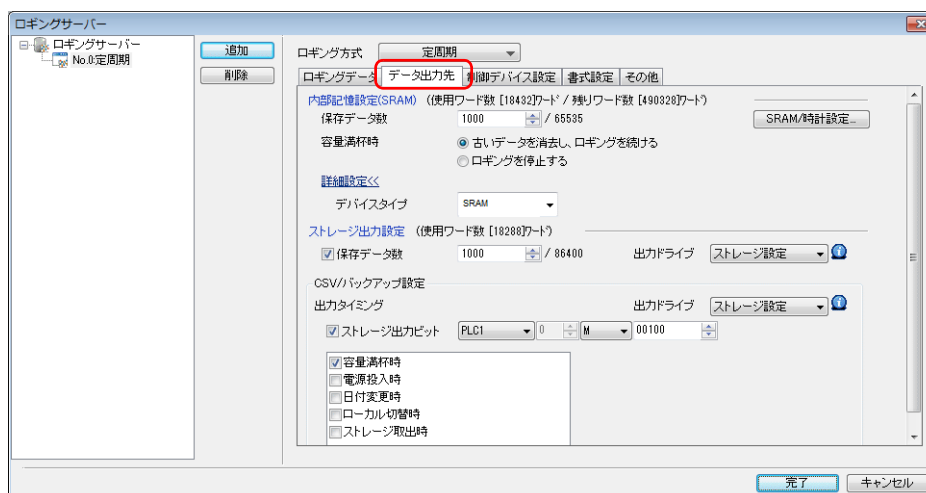 ロギングサーバー
ロギングサーバー
No.0:定周期
追加
削除
ロギング方式 定周期
ロギングデータ データ出力先 制御デバイス設定 書式設定 その他
内部記憶設定(SRAM) (使用ワード数 [18432]ワード / 残りワード数 [490328]ワード)
保存データ数 1000 / 65535 SRAM/時計設定...
容量満杯時 古いデータを消去し、ロギングを続ける
ロギングを停止する
詳細設定<<
デバイスタイプ SRAM
ストレージ出力設定 (使用ワード数 [18288]ワード)
保存データ数 1000 / 86400 出力ドライブ ストレージ設定
CSV/バックアップ設定
出力タイミング 出力ドライブ ストレージ設定
ストレージ出力ビット PLC1 0 M 00100
容量満杯時
電源投入時
日付変更時
ローカル切替時
ストレージ取出時
完了 キャンセル